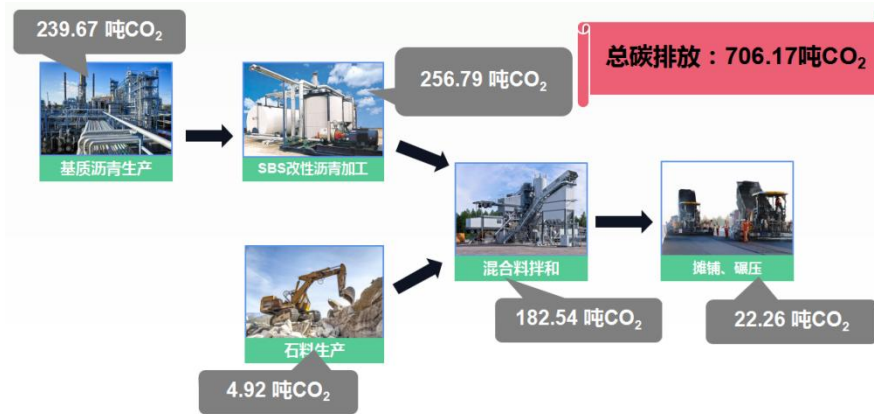 239.67 吨CO₂
总碳排放：706.17吨CO₂
256.79 吨CO₂
基质沥青生产
SBS改性沥青加工
混合料拌和
摊铺、碾压
182.54 吨CO₂
22.26 吨CO₂
石料生产
4.92 吨CO₂